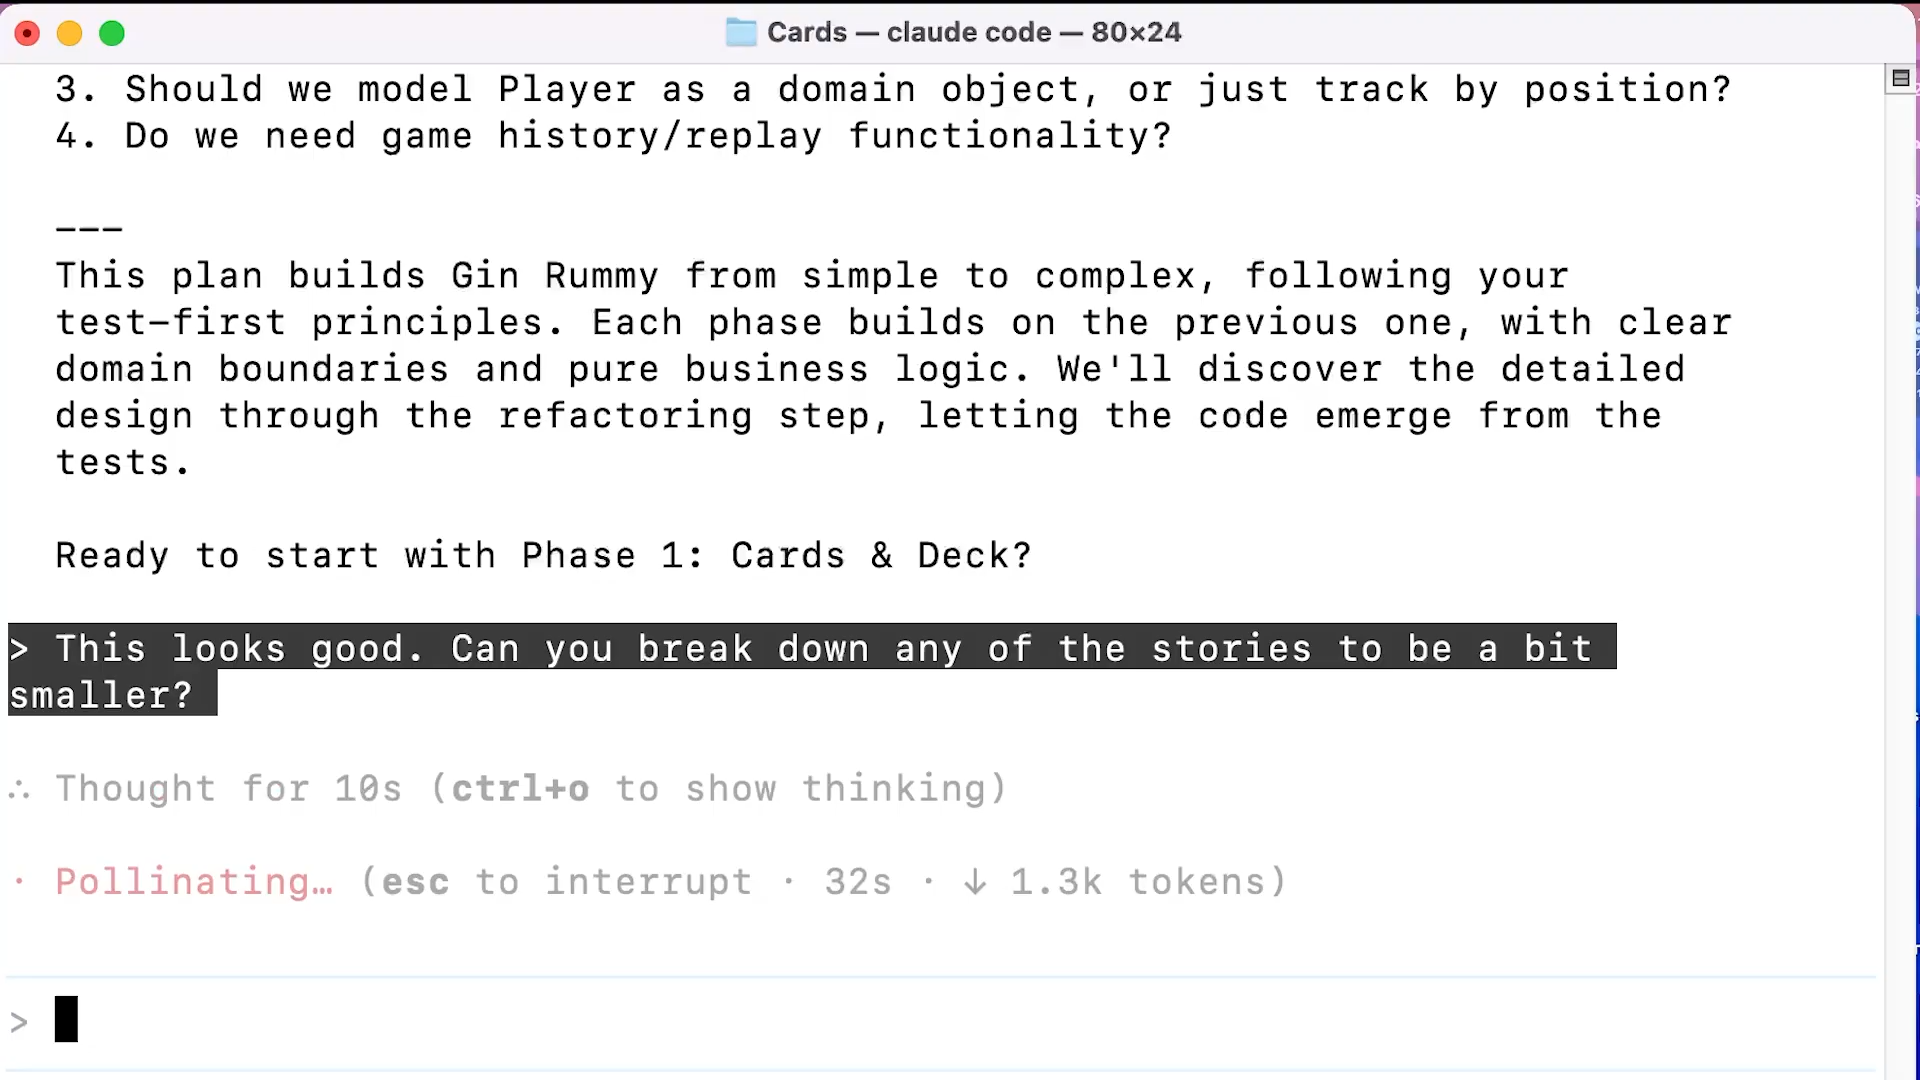 Cards — claude code — 80×24
3. Should we model Player as a domain object, or just track by position?
4. Do we need game history/replay functionality?
———
This plan builds Gin Rummy from simple to complex, following your
test-first principles. Each phase builds on the previous one, with clear
domain boundaries and pure business logic. We'll discover the detailed
design through the refactoring step, letting the code emerge from the
tests.
Ready to start with Phase 1: Cards & Deck?
> This looks good. Can you break down any of the stories to be a bit
smaller?
∴ Thought for 10s (ctrl+o to show thinking)
· Pollinating… (esc to interrupt · 32s · ↓ 1.3k tokens)
>